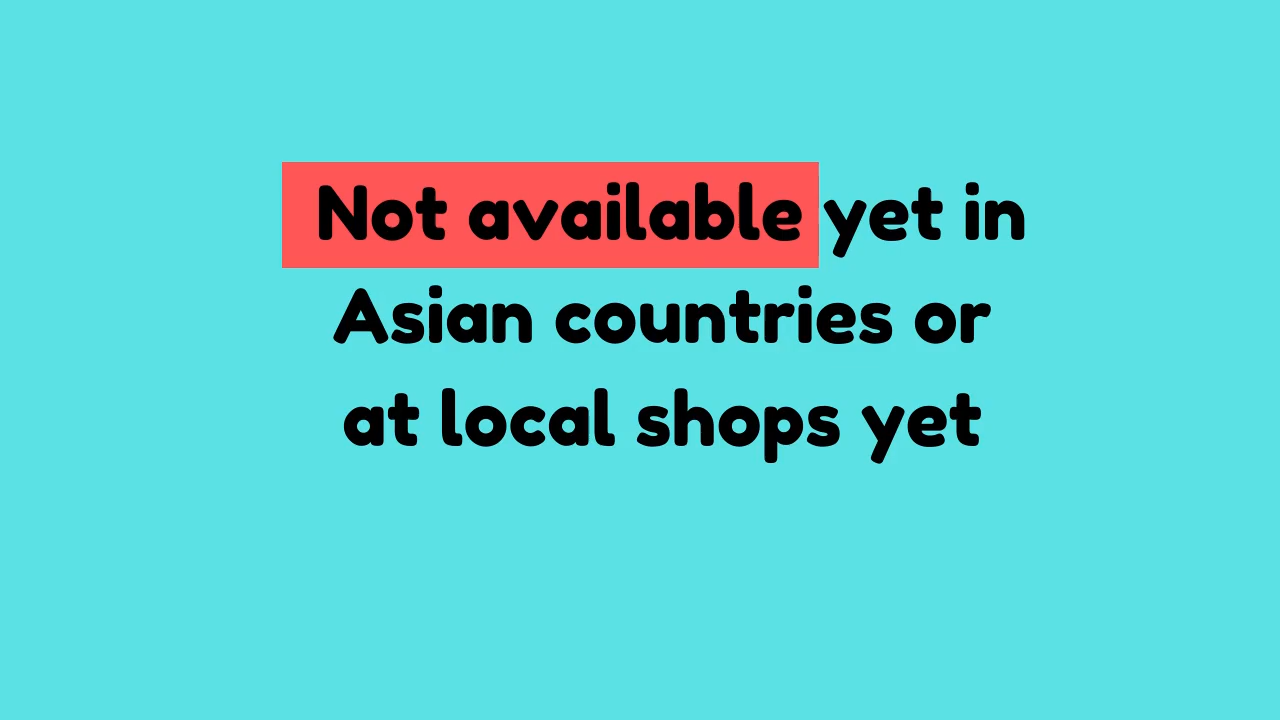 Not available yet in
Asian countries or
at local shops yet